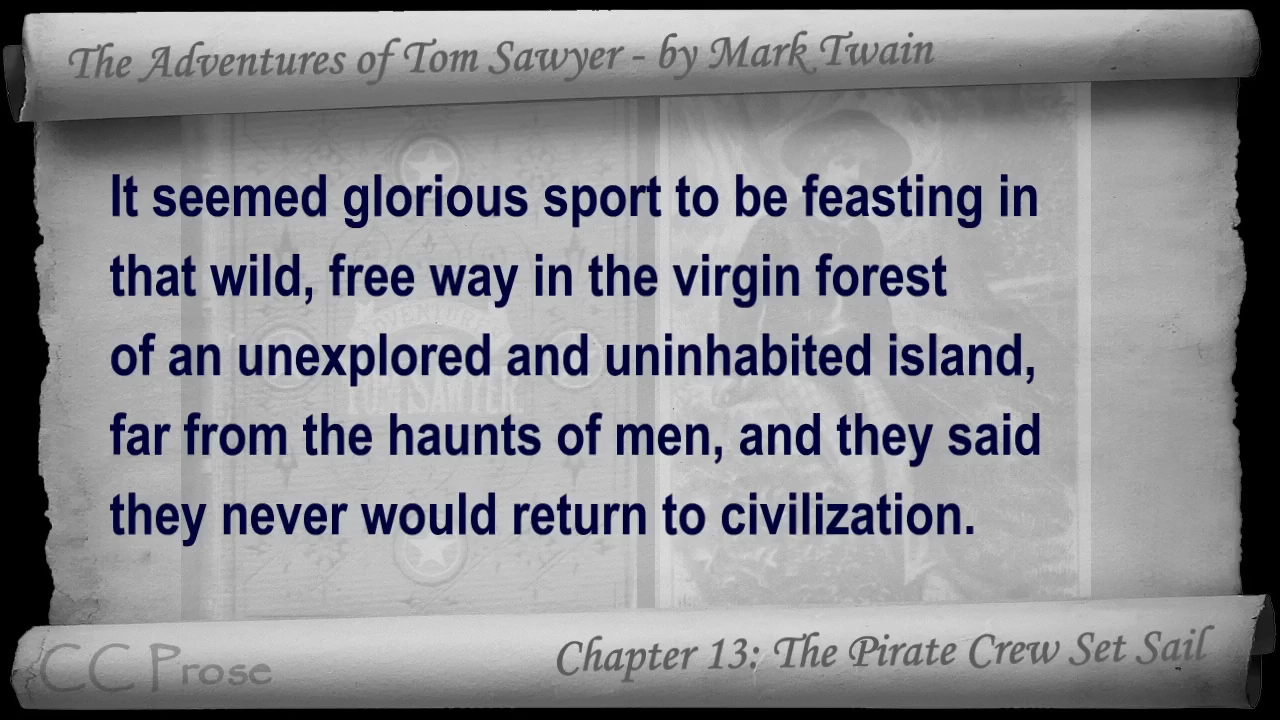 The Adventures of Tom Sawyer - by Mark Twain
It seemed glorious sport to be feasting in
that wild, free way in the virgin forest
of an unexplored and uninhabited island,
far from the haunts of men, and they said
they never would return to civilization.
CC Prose
Chapter 13: The Pirate Crew Set Sail